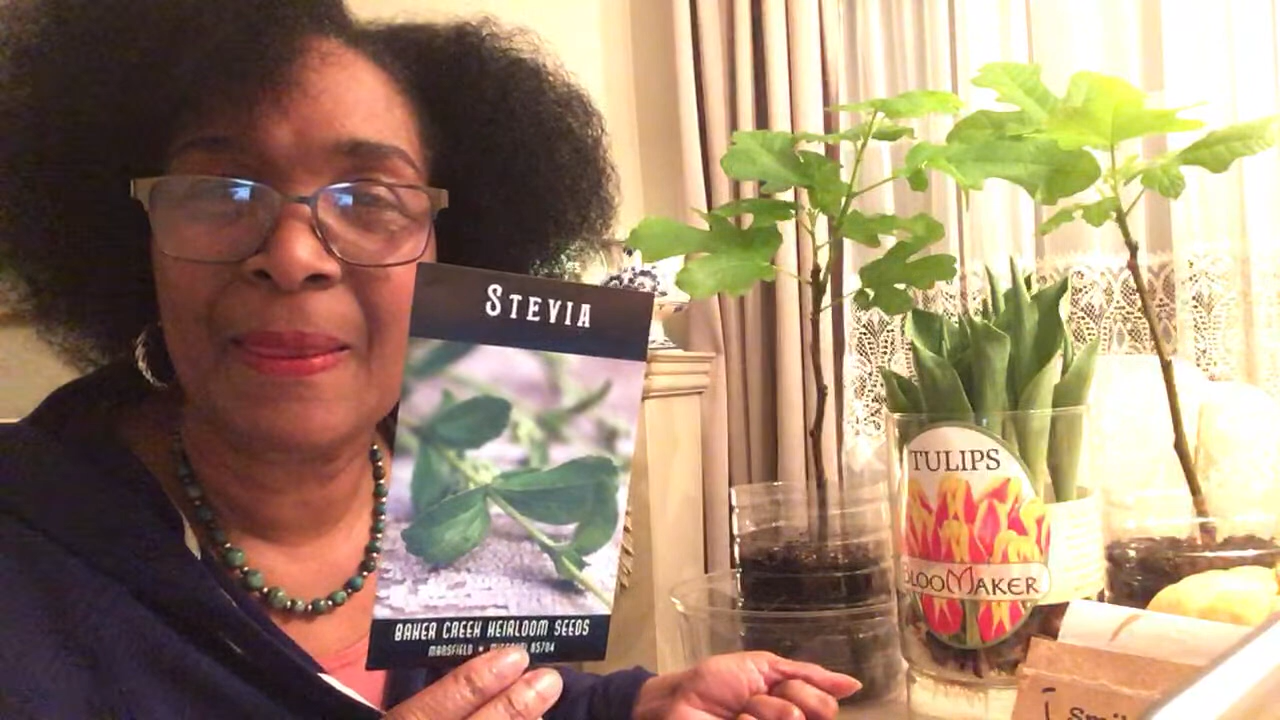 STEVIA
BAKER CREEK HEIRLOOM SEEDS
MANSFIELD • MISSOURI 65704
TULIPS
BLOOMAKER